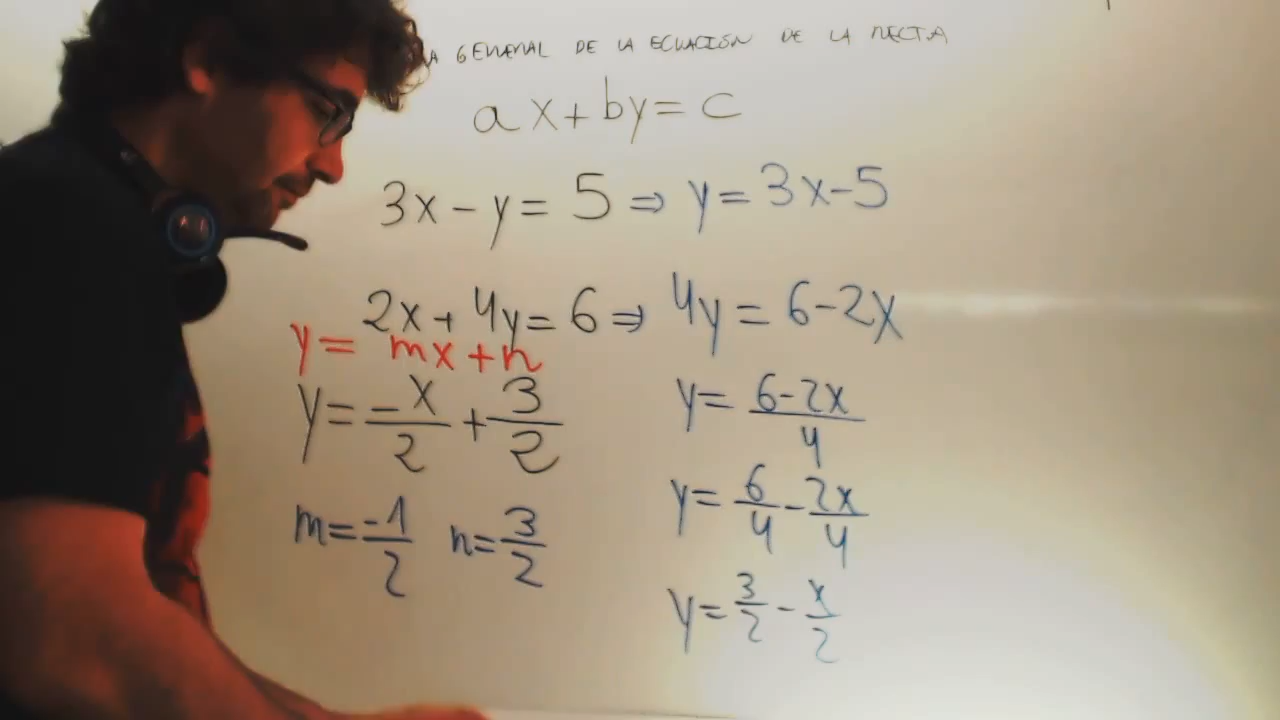 A GENERAL DE LA ECUACIÓN DE LA RECTA
ax+by=c
3x-y=5⇒y=3x-5
2x+4y=6⇒4y=6-2x
y=mx+n
y=-x/2+3/2
y=(6-2x)/4
y=6/4-2x/4
m=-1/2 n=3/2
y=3/2-x/2